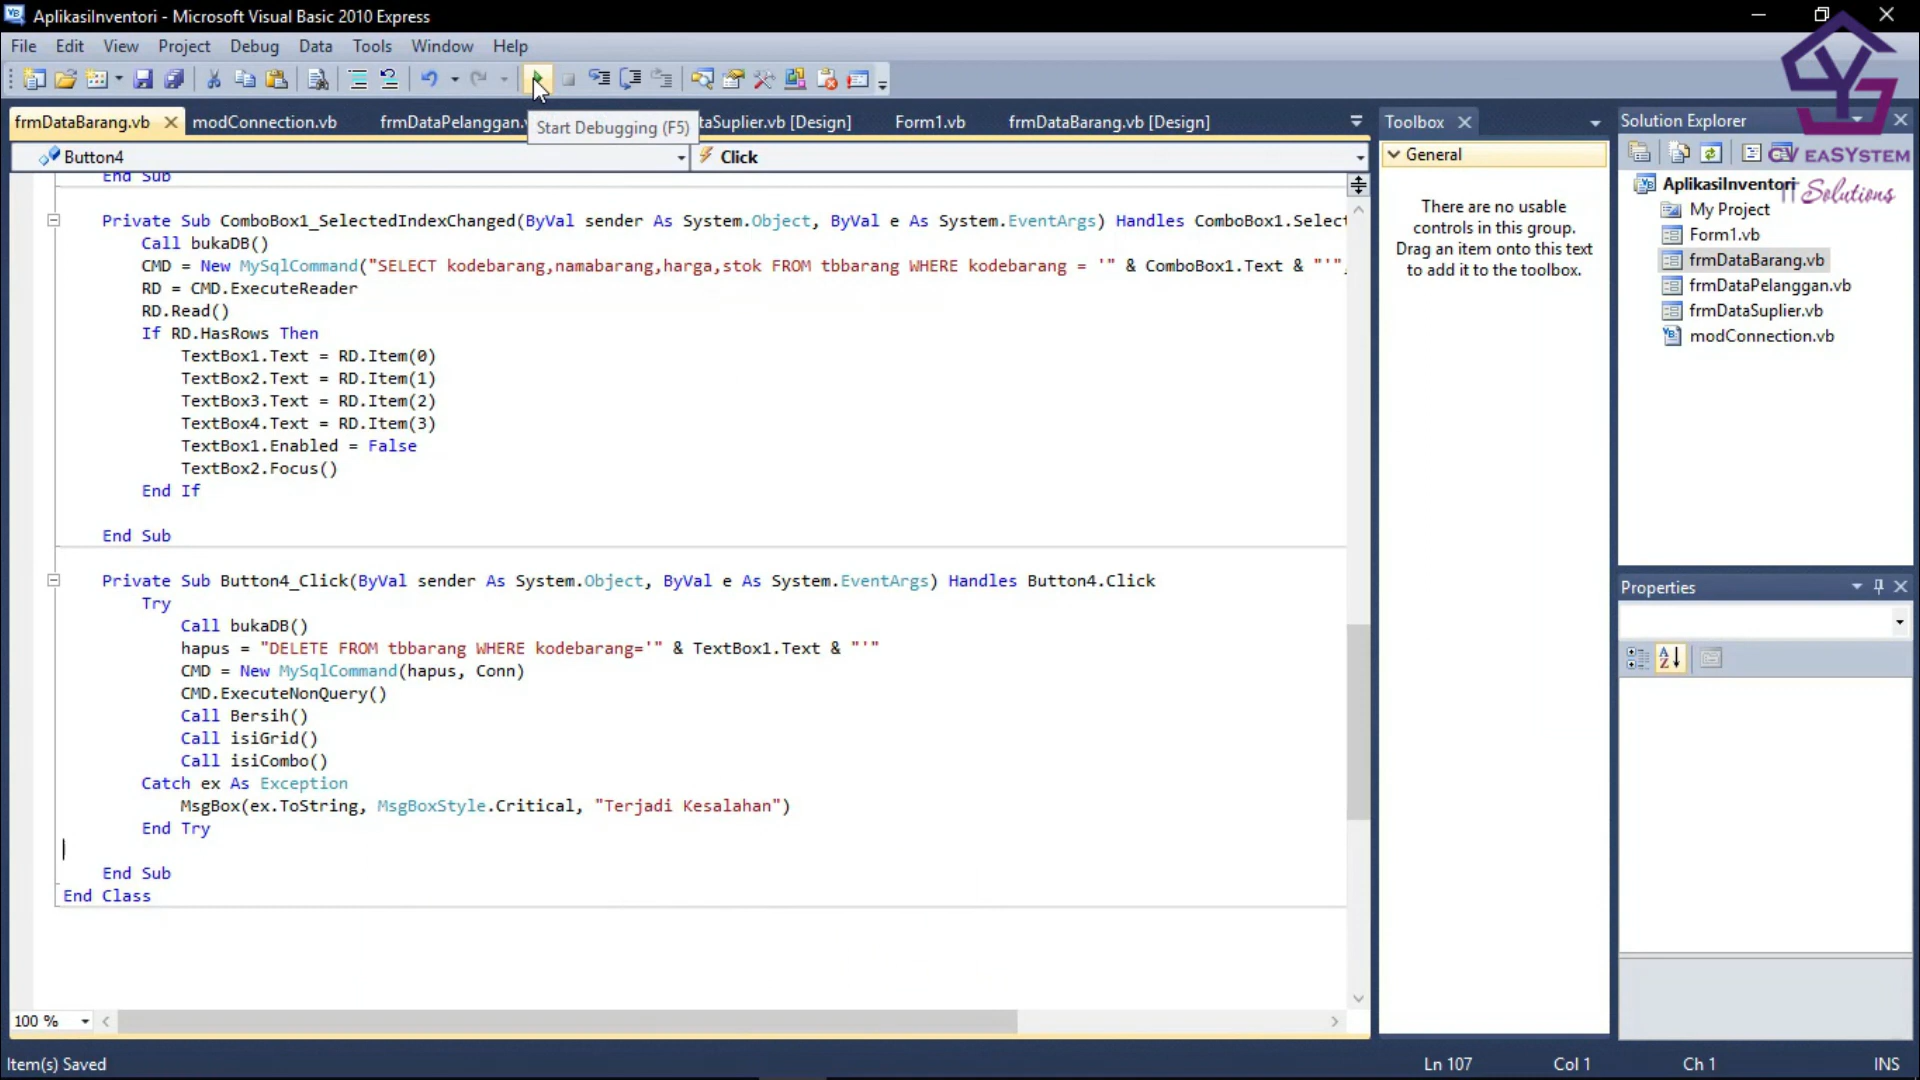 AplikasiInventori - Microsoft Visual Basic 2010 Express
File Edit View Project Debug Data Tools Window Help
frmDataBarang.vb modConnection.vb frmDataPelanggan.v taSuplier.vb [Design] Form1.vb frmDataBarang.vb [Design]
Start Debugging (F5)
Button4 Click
End Sub
Private Sub ComboBox1_SelectedIndexChanged(ByVal sender As System.Object, ByVal e As System.EventArgs) Handles ComboBox1.Select
Call bukaDB()
CMD = New MySqlCommand("SELECT kodebarang,namabarang,harga,stok FROM tbbarang WHERE kodebarang = '" & ComboBox1.Text & "'",
RD = CMD.ExecuteReader
RD.Read()
If RD.HasRows Then
TextBox1.Text = RD.Item(0)
TextBox2.Text = RD.Item(1)
TextBox3.Text = RD.Item(2)
TextBox4.Text = RD.Item(3)
TextBox1.Enabled = False
TextBox2.Focus()
End If
End Sub
Private Sub Button4_Click(ByVal sender As System.Object, ByVal e As System.EventArgs) Handles Button4.Click
Try
Call bukaDB()
hapus = "DELETE FROM tbbarang WHERE kodebarang='" & TextBox1.Text & "'"
CMD = New MySqlCommand(hapus, Conn)
CMD.ExecuteNonQuery()
Call Bersih()
Call isiGrid()
Call isiCombo()
Catch ex As Exception
MsgBox(ex.ToString, MsgBoxStyle.Critical, "Terjadi Kesalahan")
End Try
End Sub
End Class
100 %
Item(s) Saved Ln 107 Col 1 Ch 1 INS
Toolbox
General
There are no usable
controls in this group.
Drag an item onto this text
to add it to the toolbox.
Solution Explorer
CV eaSYstem
IT Solutions
AplikasiInventori
My Project
Form1.vb
frmDataBarang.vb
frmDataPelanggan.vb
frmDataSuplier.vb
modConnection.vb
Properties